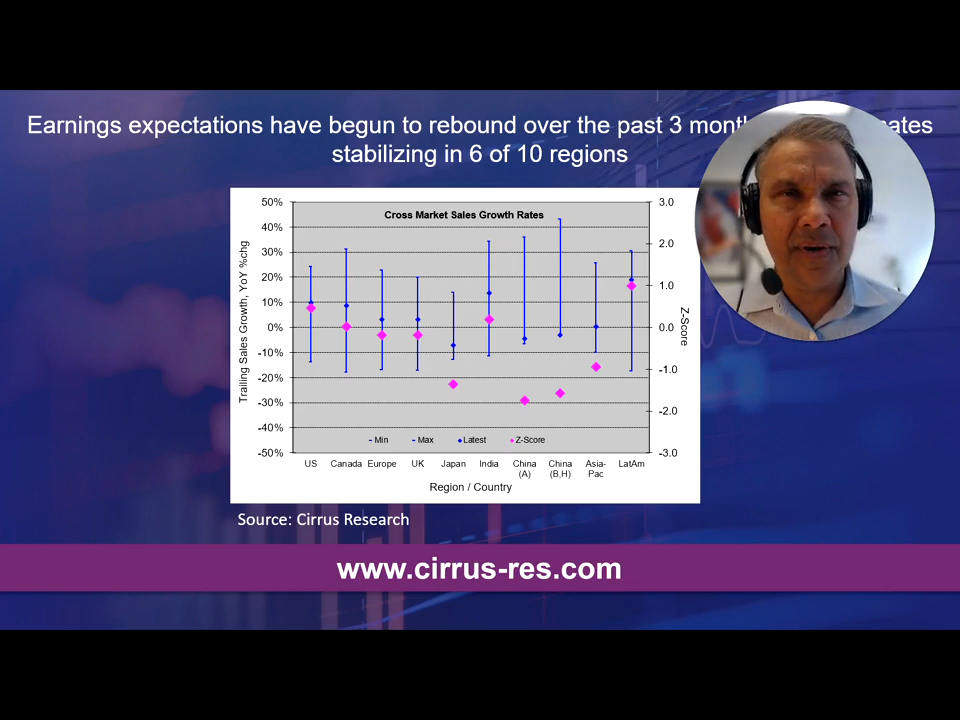 Earnings expectations have begun to rebound over the past 3
stabilizing in 6 of 10 regions
Cross Market Sales Growth Rates
50%
40%
30%
20%
10%
0%
-10%
-20%
-30%
-40%
-50%
Trailing Sales Growth, YoY %chg
3.0
2.0
1.0
0.0
-1.0
-2.0
-3.0
Z-Score
Min Max Latest Z-Score
US Canada Europe UK Japan India China (A) China (B,H) Asia-Pac LatAm
Region / Country
Source: Cirrus Research
www.cirrus-res.com